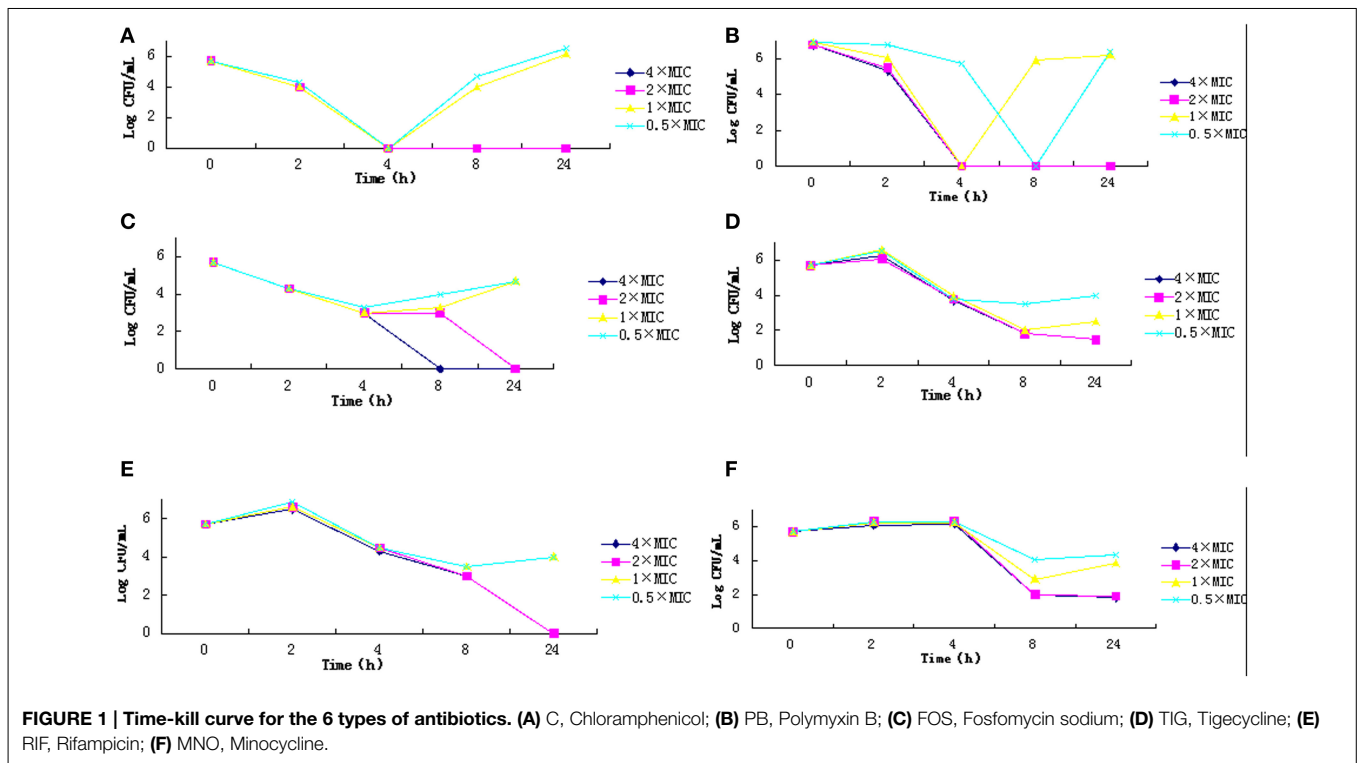 A
Log CFU/mL
6
4
2
0
0 2 4 8 24
Time (h)
4×MIC
2×MIC
1×MIC
0.5×MIC
B
Log CFU/mL
6
4
2
0
0 2 4 8 24
Time (h)
4×MIC
2×MIC
1×MIC
0.5×MIC
C
Log CFU/mL
6
4
2
0
0 2 4 8 24
Time (h)
4×MIC
2×MIC
1×MIC
0.5×MIC
D
Log CFU/mL
6
4
2
0
0 2 4 8 24
Time (h)
4×MIC
2×MIC
1×MIC
0.5×MIC
E
Log CFU/mL
6
4
2
0
0 2 4 8 24
Time (h)
4×MIC
2×MIC
1×MIC
0.5×MIC
F
Log CFU/mL
6
4
2
0
0 2 4 8 24
Time (h)
4×MIC
2×MIC
1×MIC
0.5×MIC
FIGURE 1 | Time-kill curve for the 6 types of antibiotics. (A) C, Chloramphenicol; (B) PB, Polymyxin B; (C) FOS, Fosfomycin sodium; (D) TIG, Tigecycline; (E)
RIF, Rifampicin; (F) MNO, Minocycline.